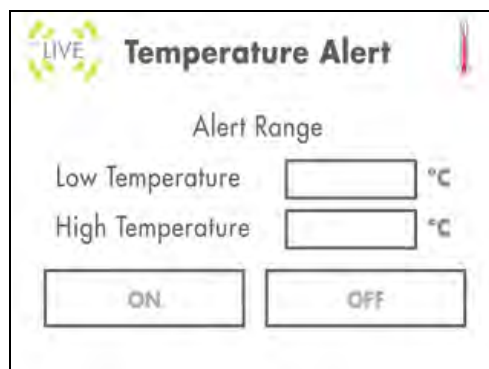 LIVE Temperature Alert
Alert Range
Low Temperature °C
High Temperature °C
ON OFF